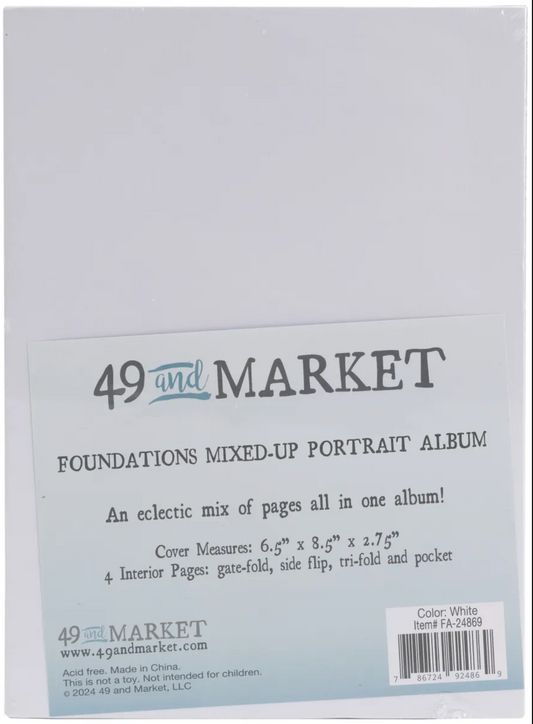 49 and MARKET
FOUNDATIONS MIXED-UP PORTRAIT ALBUM
An eclectic mix of pages all in one album!
Cover Measures: 6.5" x 8.5" x 2.75"
4 Interior Pages: gate-fold, side flip, tri-fold and pocket
49 and MARKET
www.49andmarket.com
Acid free. Made in China.
This is not a toy. Not intended for children.
© 2024 49 and Market, LLC
Color: White
Item# FA-24869
7 86724 92486 9